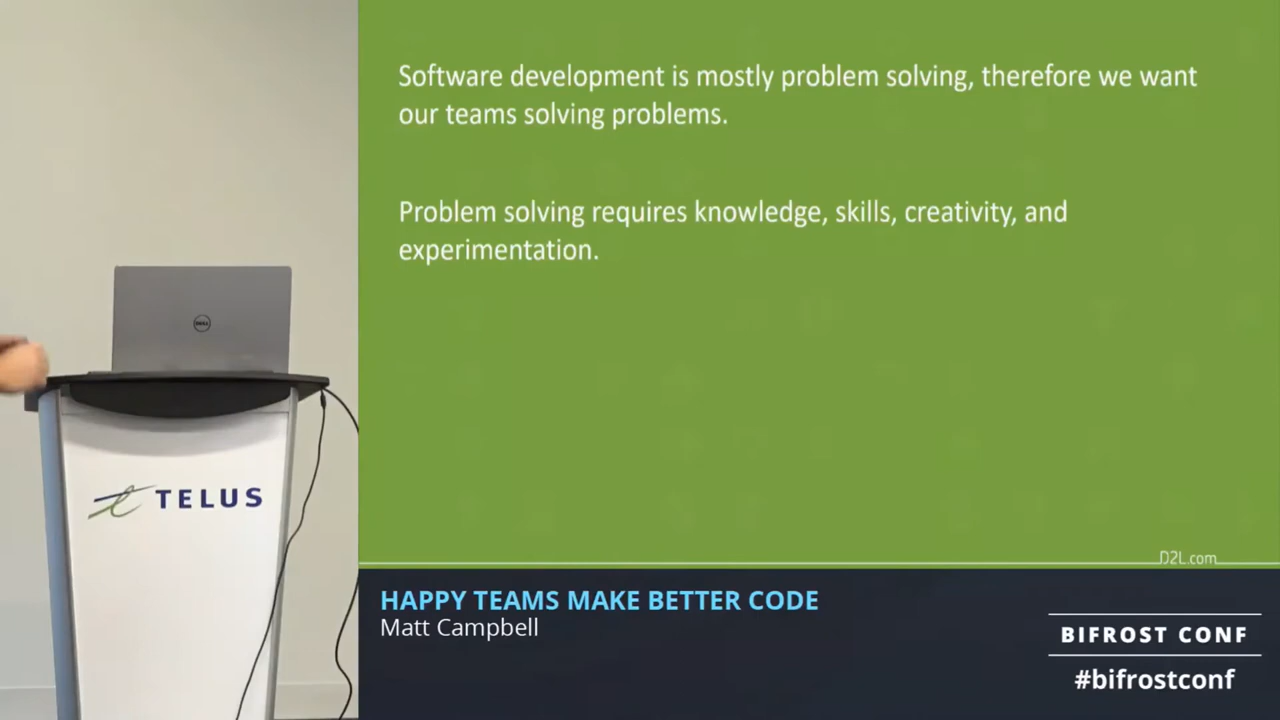 Software development is mostly problem solving, therefore we want
our teams solving problems.
Problem solving requires knowledge, skills, creativity, and
experimentation.
DELL
TELUS
D2L.com
HAPPY TEAMS MAKE BETTER CODE
Matt Campbell
BIFROST CONF
#bifrostconf